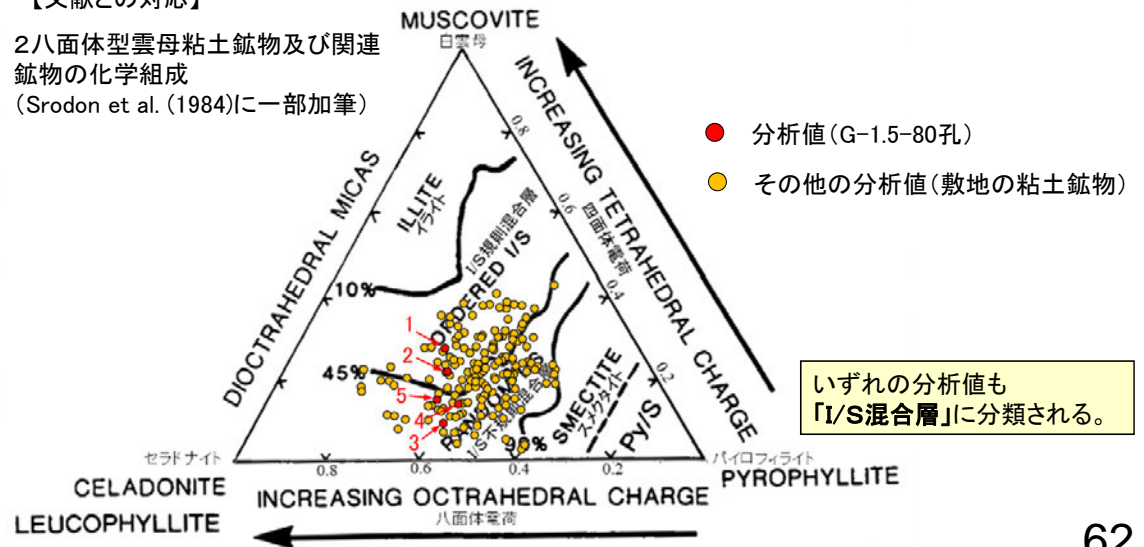 【文献との対応】
2八面体型雲母粘土鉱物及び関連
鉱物の化学組成
(Srodon et al. (1984)に一部加筆)
MUSCOVITE
白雲母
INCREASING TETRAHEDRAL CHARGE
四面体電荷
DIOCTRAHEDRAL MICAS
0.8
0.6
0.4
0.2
ILLITE
イライト
I/S規則混合層
ORDERED I/S
10%
45%
90%
1
2
5
4
3
I/S不規則混合層
SMECTITE
スメクタイト
Py/S
セラドナイト
0.8
0.6
0.4
0.2
パイロフィライト
CELADONITE
LEUCOPHYLLITE
INCREASING OCTRAHEDRAL CHARGE
八面体電荷
PYROPHYLLITE
分析値(G-1.5-80孔)
その他の分析値(敷地の粘土鉱物)
いずれの分析値も
「I/S混合層」に分類される。
62